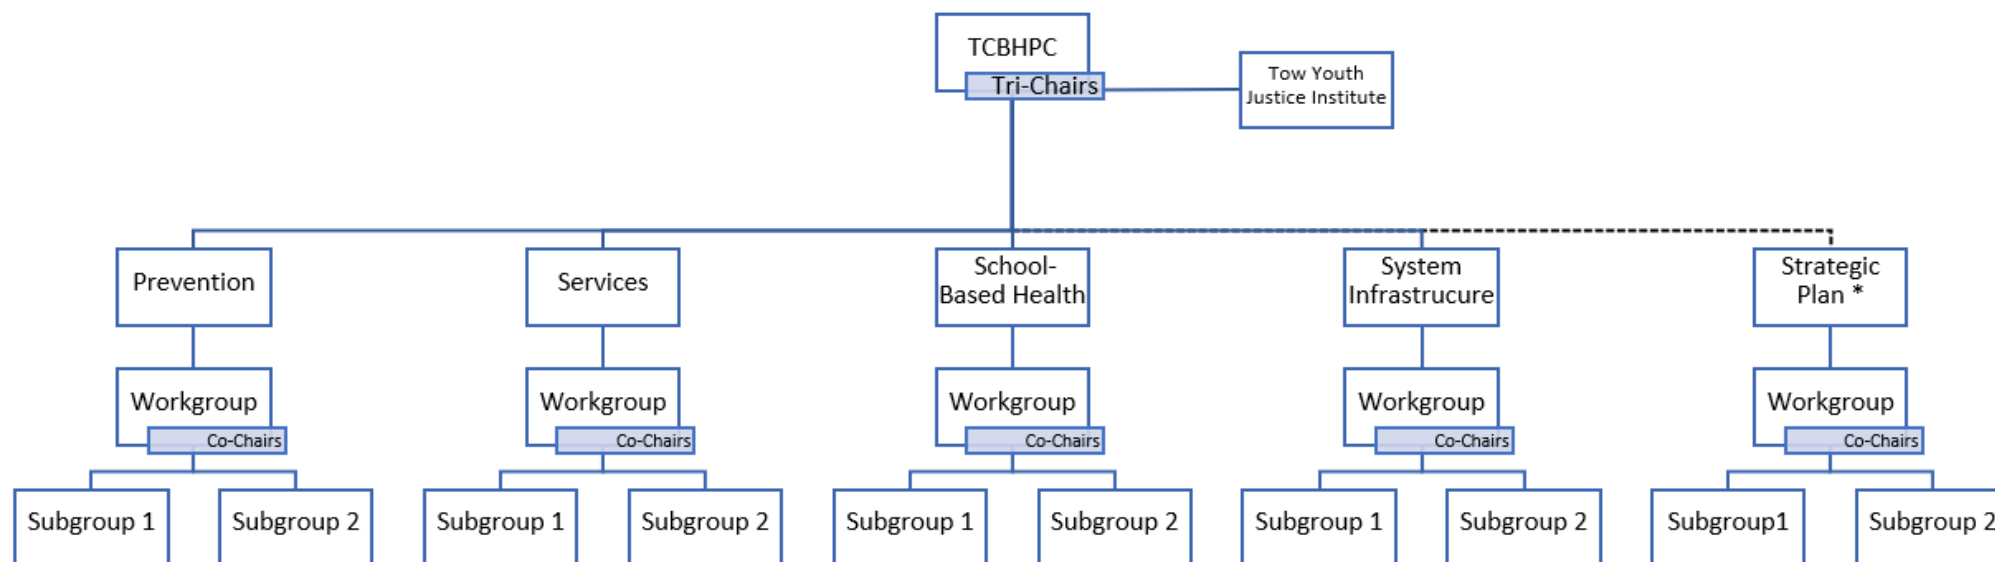 TCBHPC
Tri-Chairs
Tow Youth
Justice Institute
Prevention
Services
School-
Based Health
System
Infrastrucure
Strategic
Plan *
Workgroup
Co-Chairs
Workgroup
Co-Chairs
Workgroup
Co-Chairs
Workgroup
Co-Chairs
Workgroup
Co-Chairs
Subgroup 1
Subgroup 2
Subgroup 1
Subgroup 2
Subgroup 1
Subgroup 2
Subgroup 1
Subgroup 2
Subgroup1
Subgroup 2